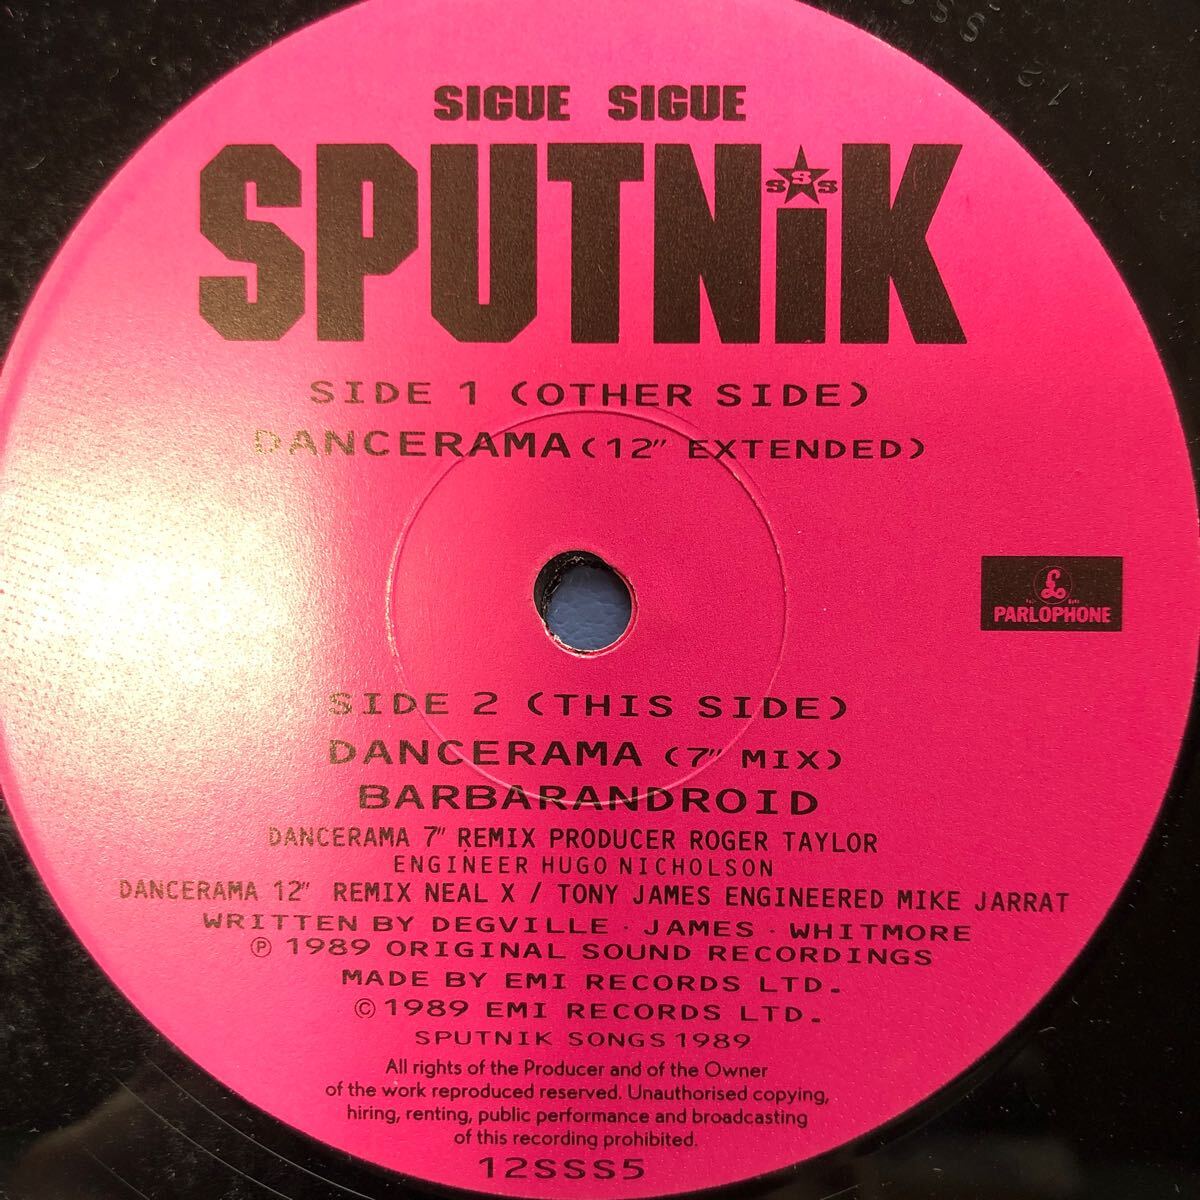 SIGUE SIGUE
SPUTNiK
SSS
SIDE 1 (OTHER SIDE)
DANCERAMA (12" EXTENDED)
£
PARLOPHONE
SIDE 2 (THIS SIDE)
DANCERAMA (7" MIX)
BARBARANDROID
DANCERAMA 7" REMIX PRODUCER ROGER TAYLOR
ENGINEER HUGO NICHOLSON
DANCERAMA 12" REMIX NEAL X / TONY JAMES ENGINEERED MIKE JARRAT
WRITTEN BY DEGVILLE · JAMES · WHITMORE
℗ 1989 ORIGINAL SOUND RECORDINGS
MADE BY EMI RECORDS LTD.
© 1989 EMI RECORDS LTD.
SPUTNIK SONGS 1989
All rights of the Producer and of the Owner
of the work reproduced reserved. Unauthorised copying,
hiring, renting, public performance and broadcasting
of this recording prohibited.
12SSS5